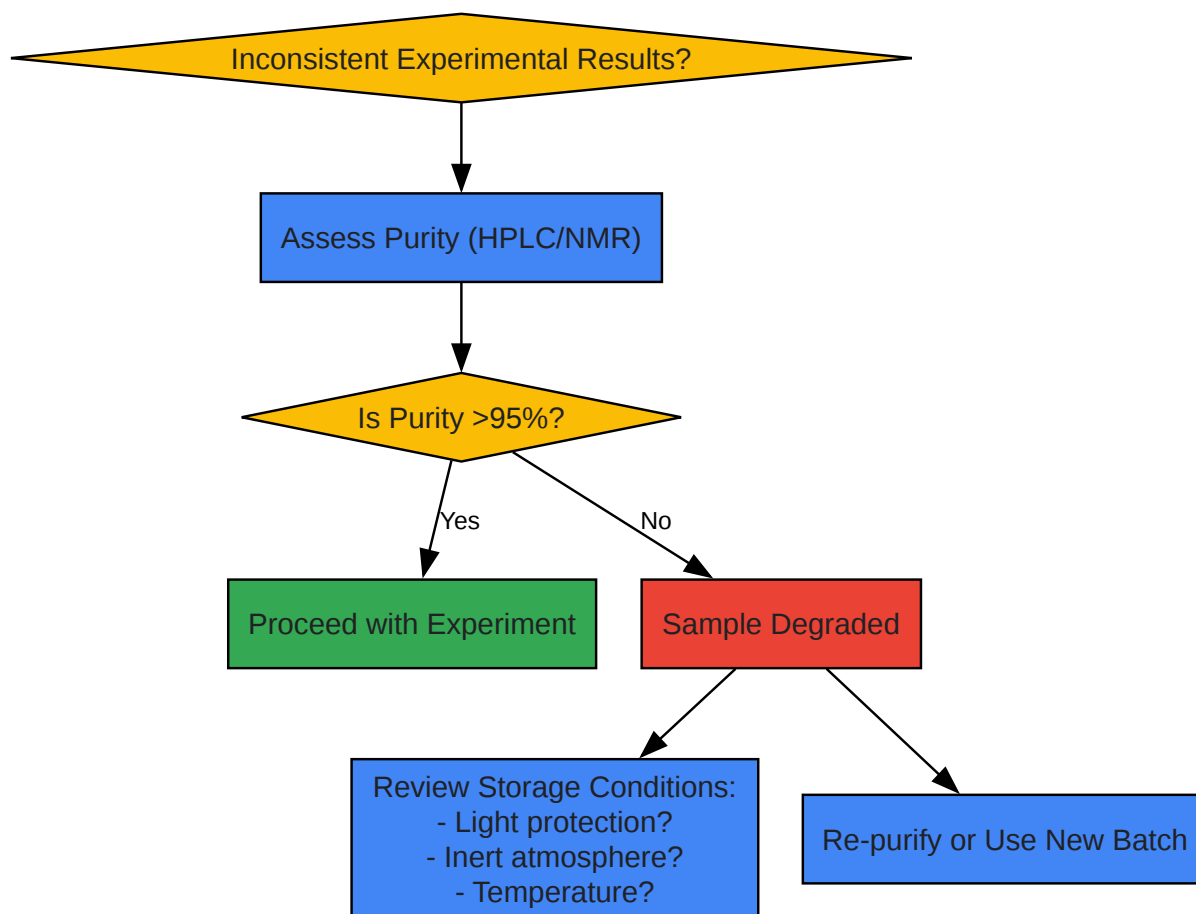 Inconsistent Experimental Results?
Assess Purity (HPLC/NMR)
Is Purity >95%?
Yes
No
Proceed with Experiment
Sample Degraded
Review Storage Conditions:
- Light protection?
- Inert atmosphere?
- Temperature?
Re-purify or Use New Batch